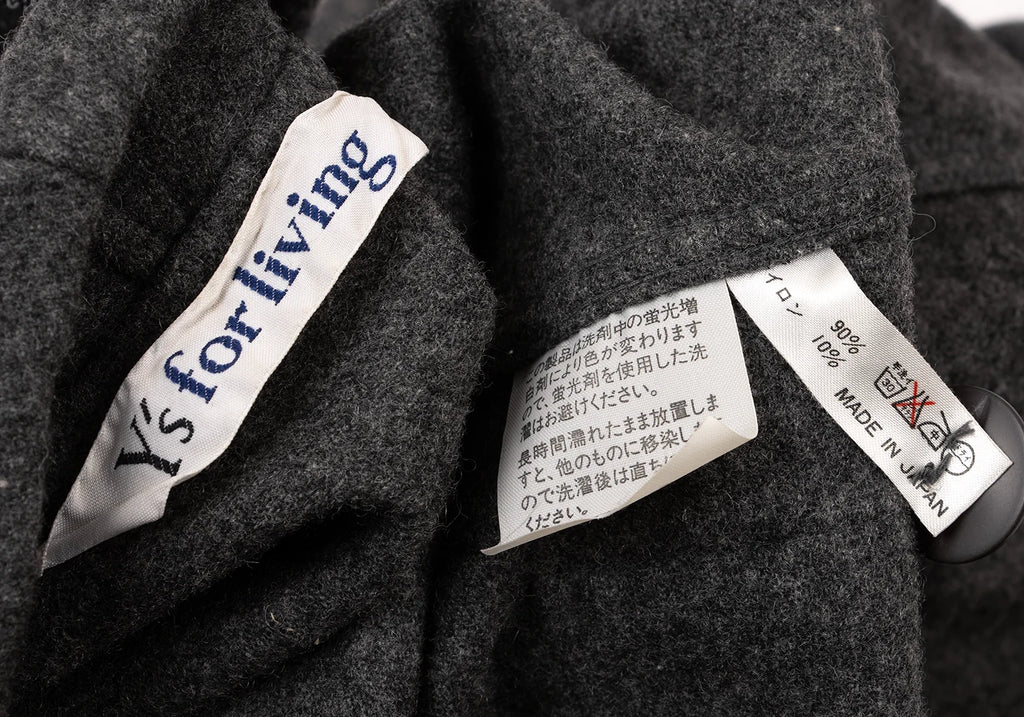 Y's for living
この製品は洗剤中の蛍光増
白剤により色が変わります
ので、蛍光剤を使用した洗
濯はお避けください。
長時間濡れたまま放置しま
すと、他のものに移染し
ので洗濯後は直ち
ください。
イロン
90%
10%
30
中
MADE IN JAPAN